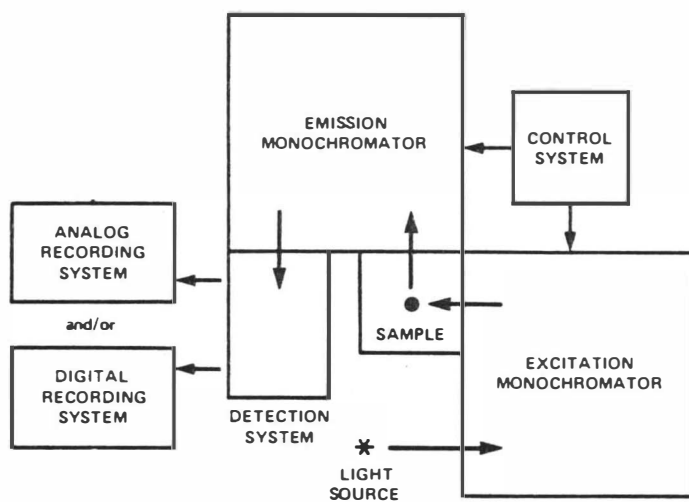 EMISSION
MONOCHROMATOR
CONTROL
SYSTEM
ANALOG
RECORDING
SYSTEM
and/or
DIGITAL
RECORDING
SYSTEM
SAMPLE
EXCITATION
MONOCHROMATOR
DETECTION
SYSTEM
LIGHT
SOURCE